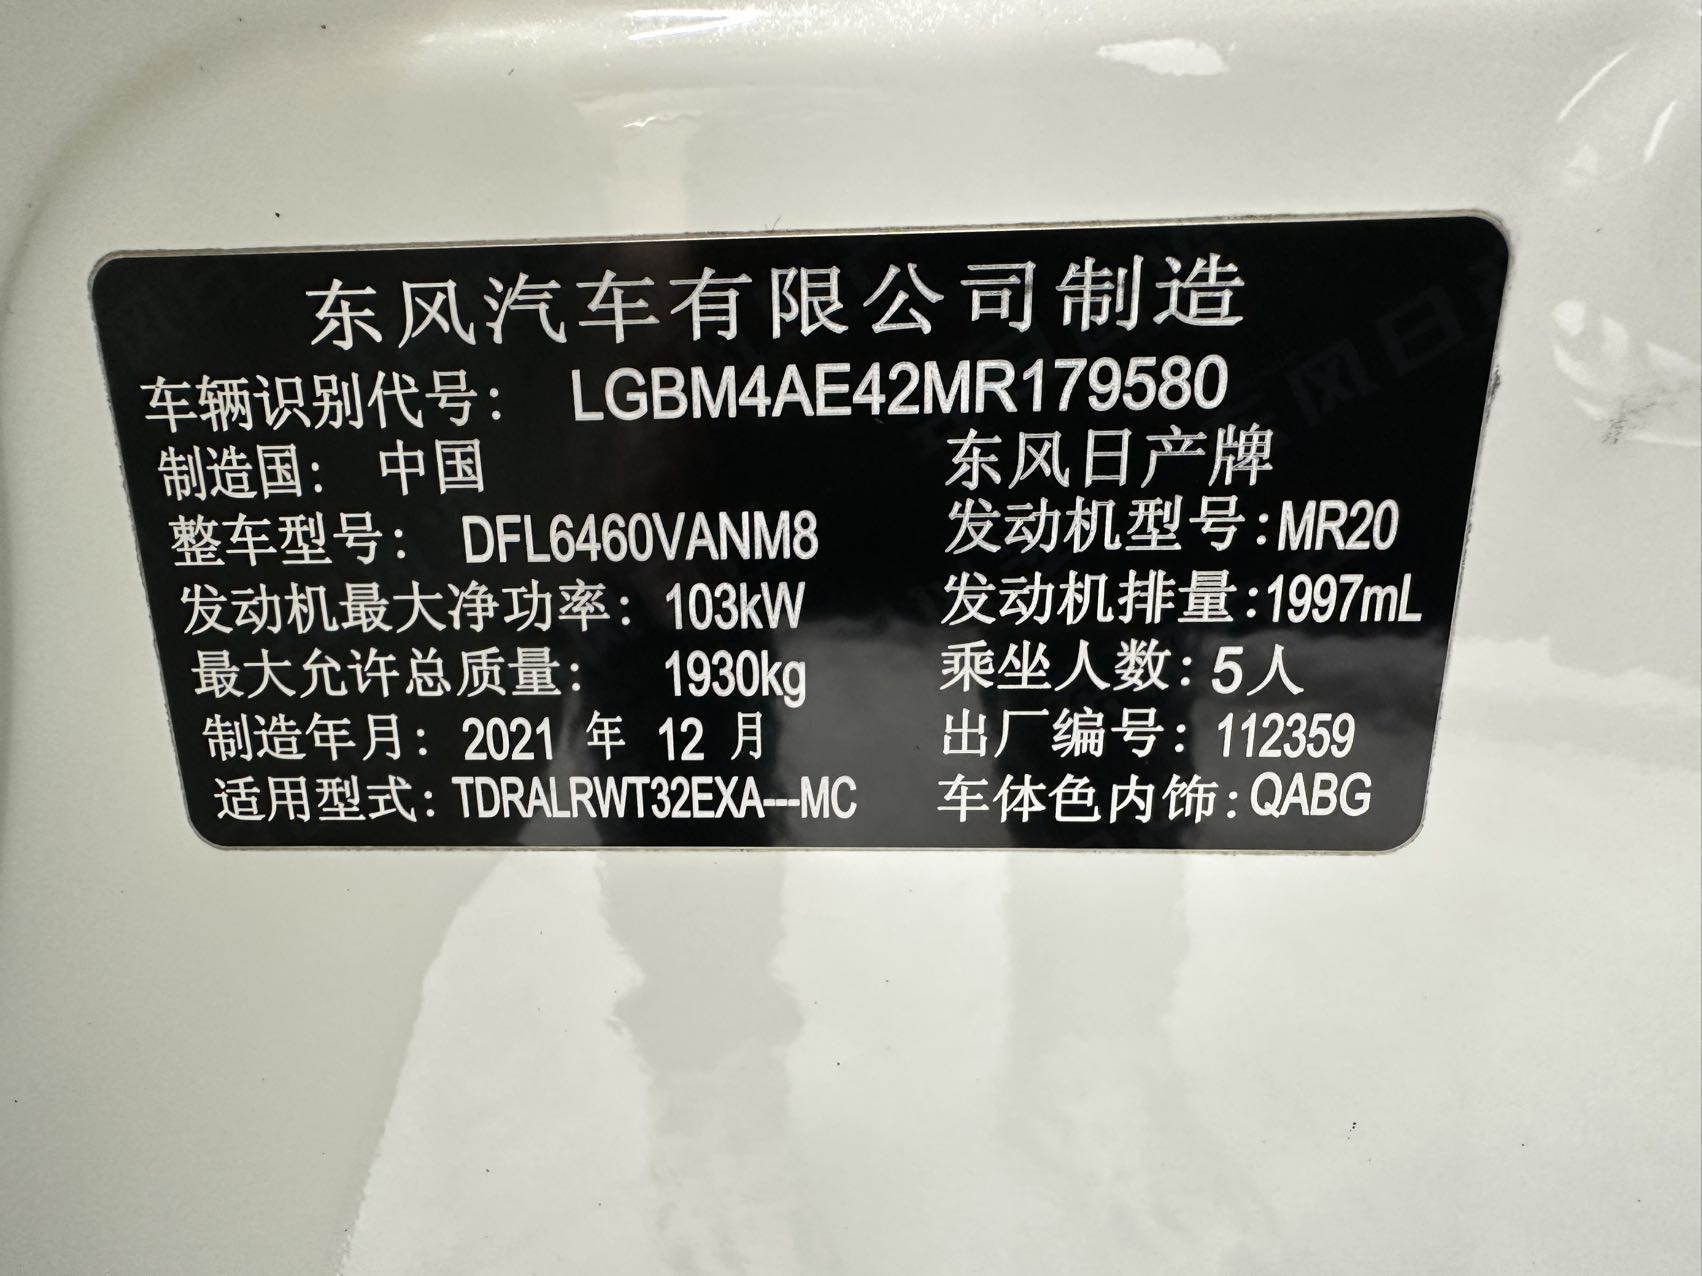 东风汽车有限公司制造
车辆识别代号： LGBM4AE42MR179580
制造国： 中国 东风日产牌
整车型号： DFL6460VANM8 发动机型号：MR20
发动机最大净功率： 103kW 发动机排量：1997mL
最大允许总质量： 1930kg 乘坐人数：5人
制造年月： 2021 年 12 月 出厂编号： 112359
适用型式：TDRALRWT32EXA---MC 车体色内饰：QABG